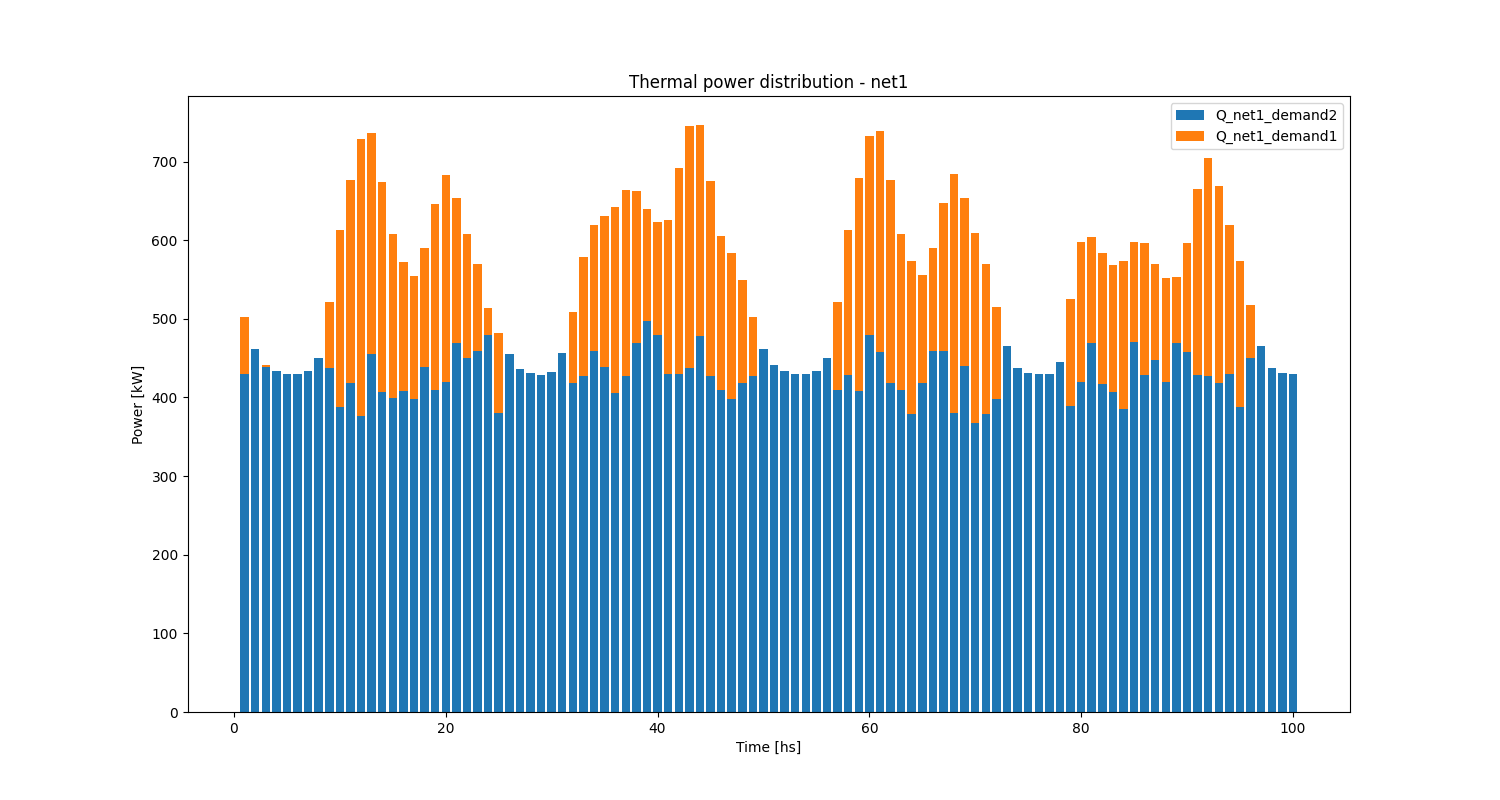 Thermal power distribution - net1
Q_net1_demand2
Q_net1_demand1
700
600
500
400
300
200
100
0
Power [kW]
0 20 40 60 80 100
Time [hs]